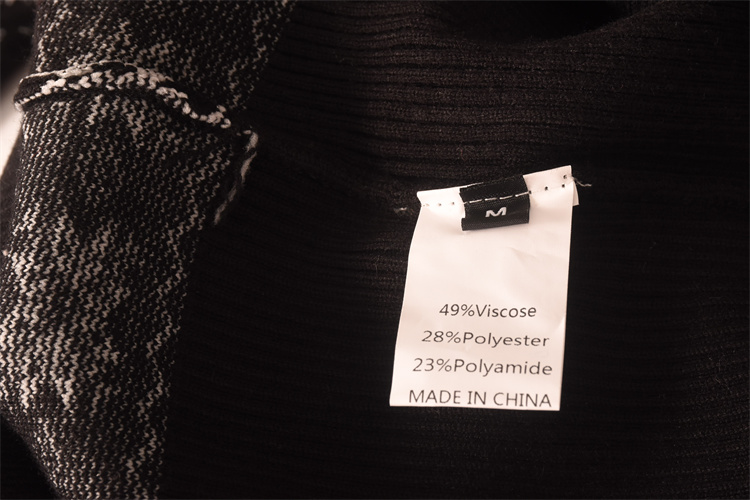 M
49%Viscose
28%Polyester
23%Polyamide
MADE IN CHINA